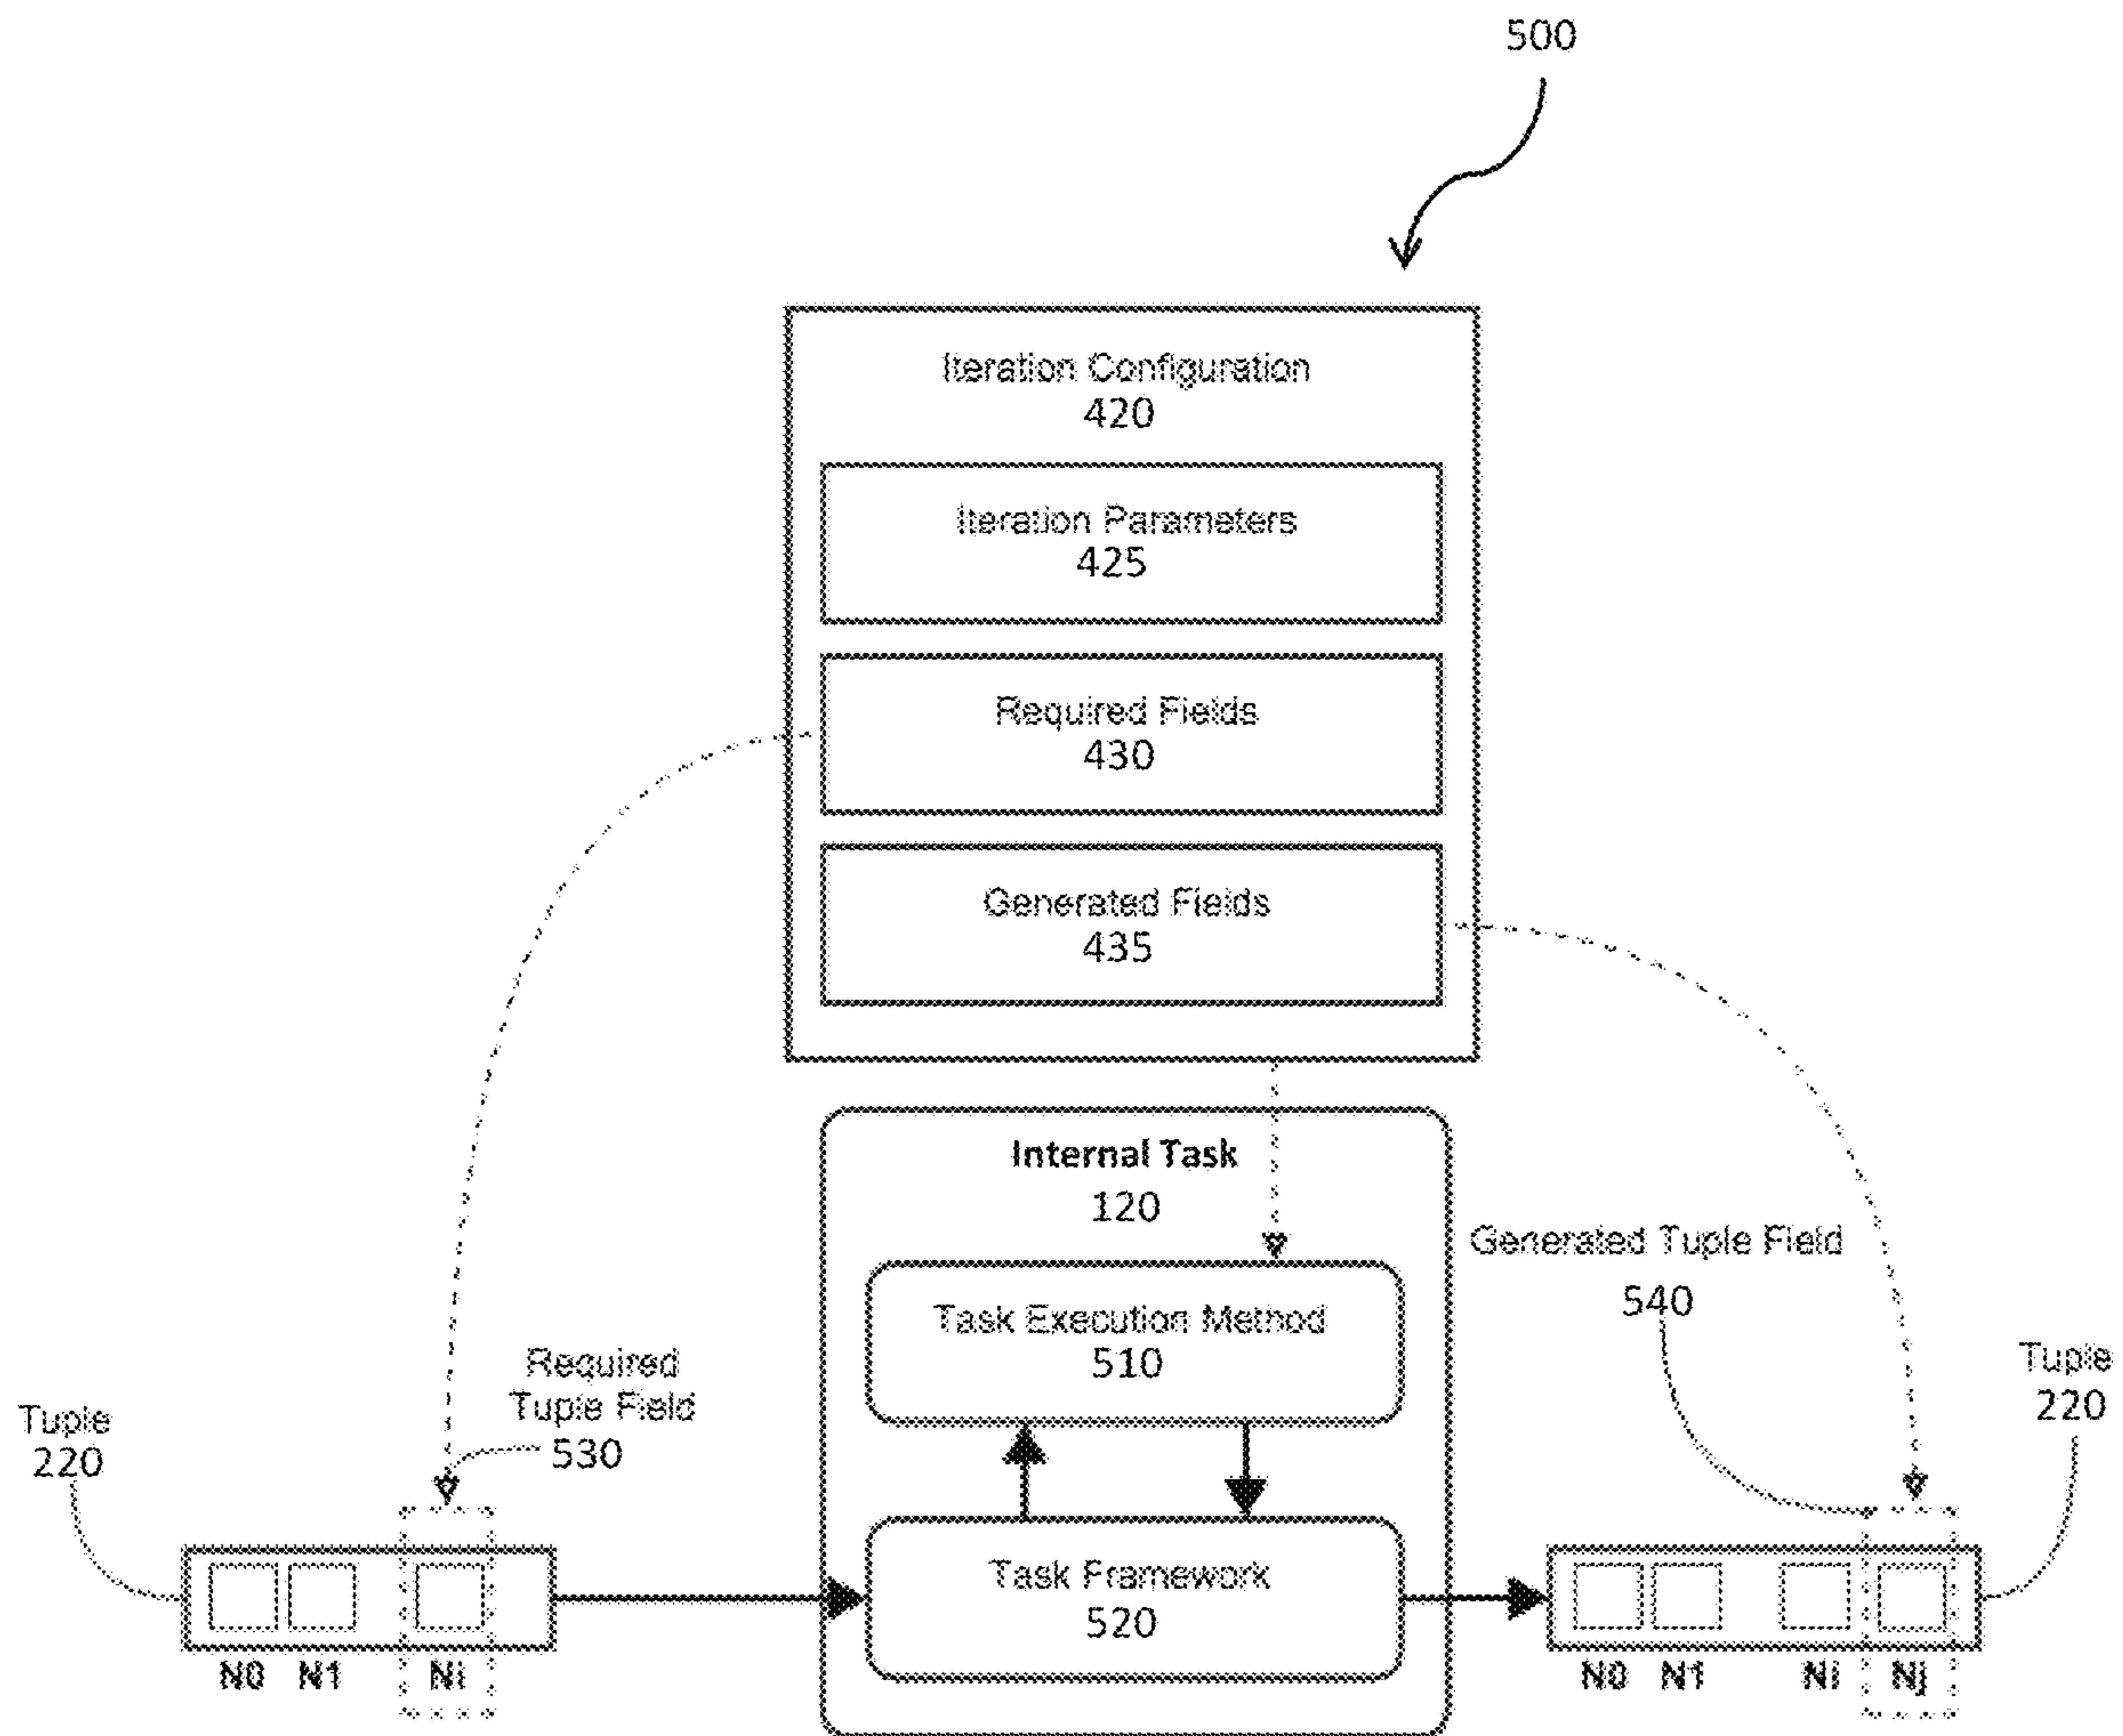 500
Iteration Configuration
420
Iteration Parameters
425
Required Fields
430
Generated Fields
435
Internal Task
120
Generated Tuple Field
540
Task Execution Method
510
Required
Tuple Field
530
Tuple
220
Tuple
220
Task Framework
520
N0 N1 Ni
N0 N1 Ni Nj